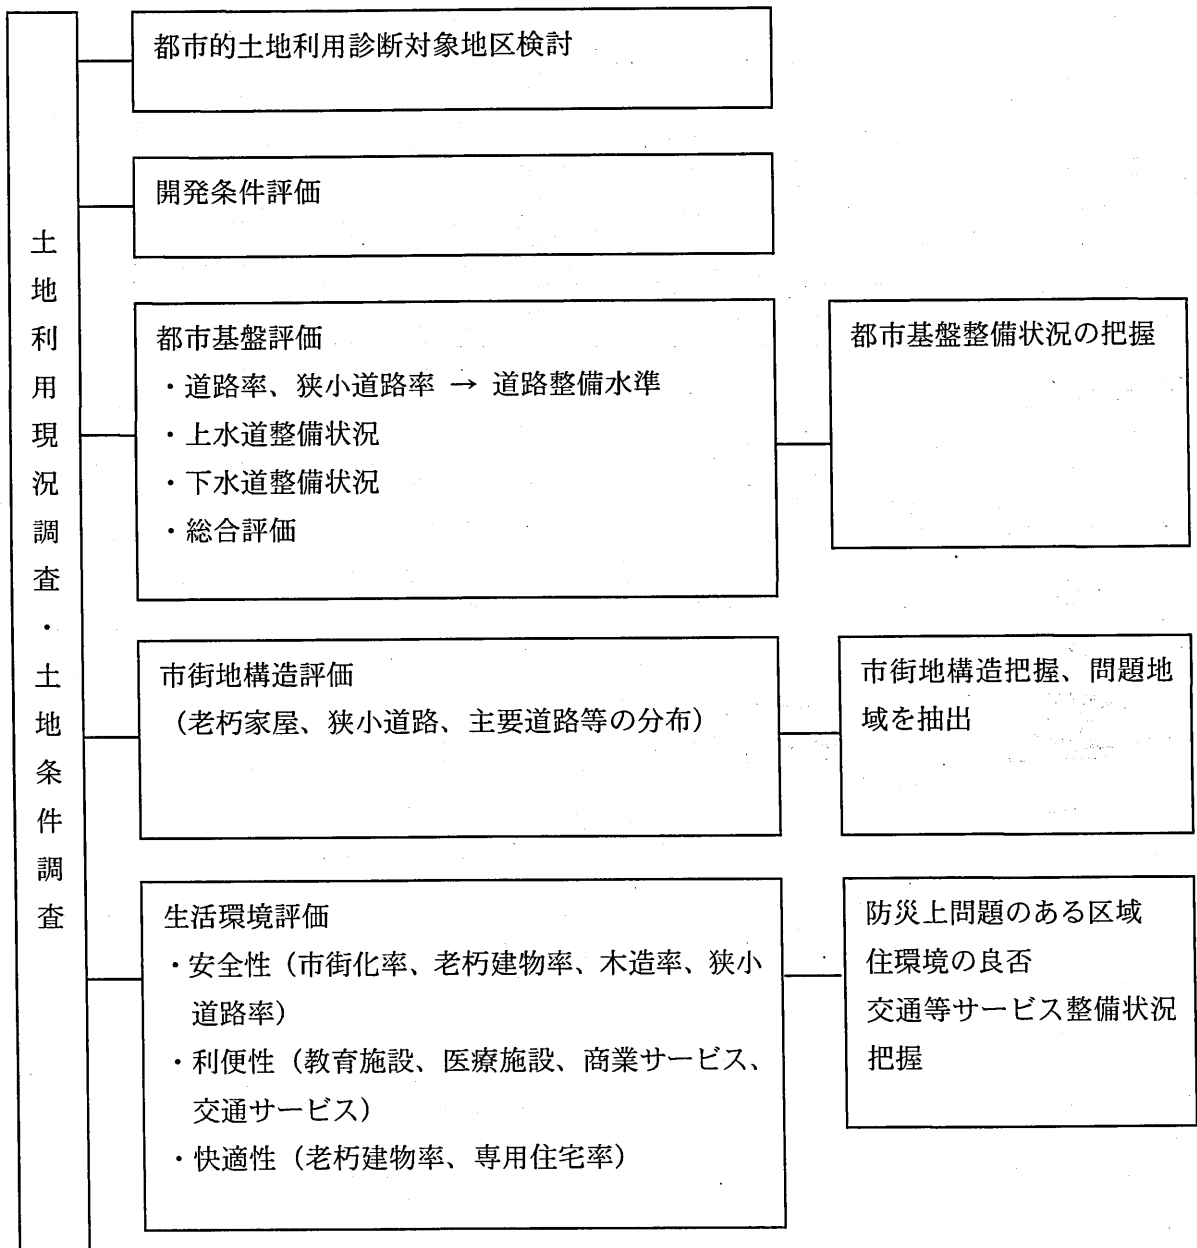 土地利用現況調査・土地条件調査
都市的土地利用診断対象地区検討
開発条件評価
都市基盤評価
・道路率、狭小道路率 → 道路整備水準
・上水道整備状況
・下水道整備状況
・総合評価
都市基盤整備状況の把握
市街地構造評価
（老朽家屋、狭小道路、主要道路等の分布）
市街地構造把握、問題地
域を抽出
生活環境評価
・安全性（市街化率、老朽建物率、木造率、狭小
道路率）
・利便性（教育施設、医療施設、商業サービス、
交通サービス）
・快適性（老朽建物率、専用住宅率）
防災上問題のある区域
住環境の良否
交通等サービス整備状況
把握